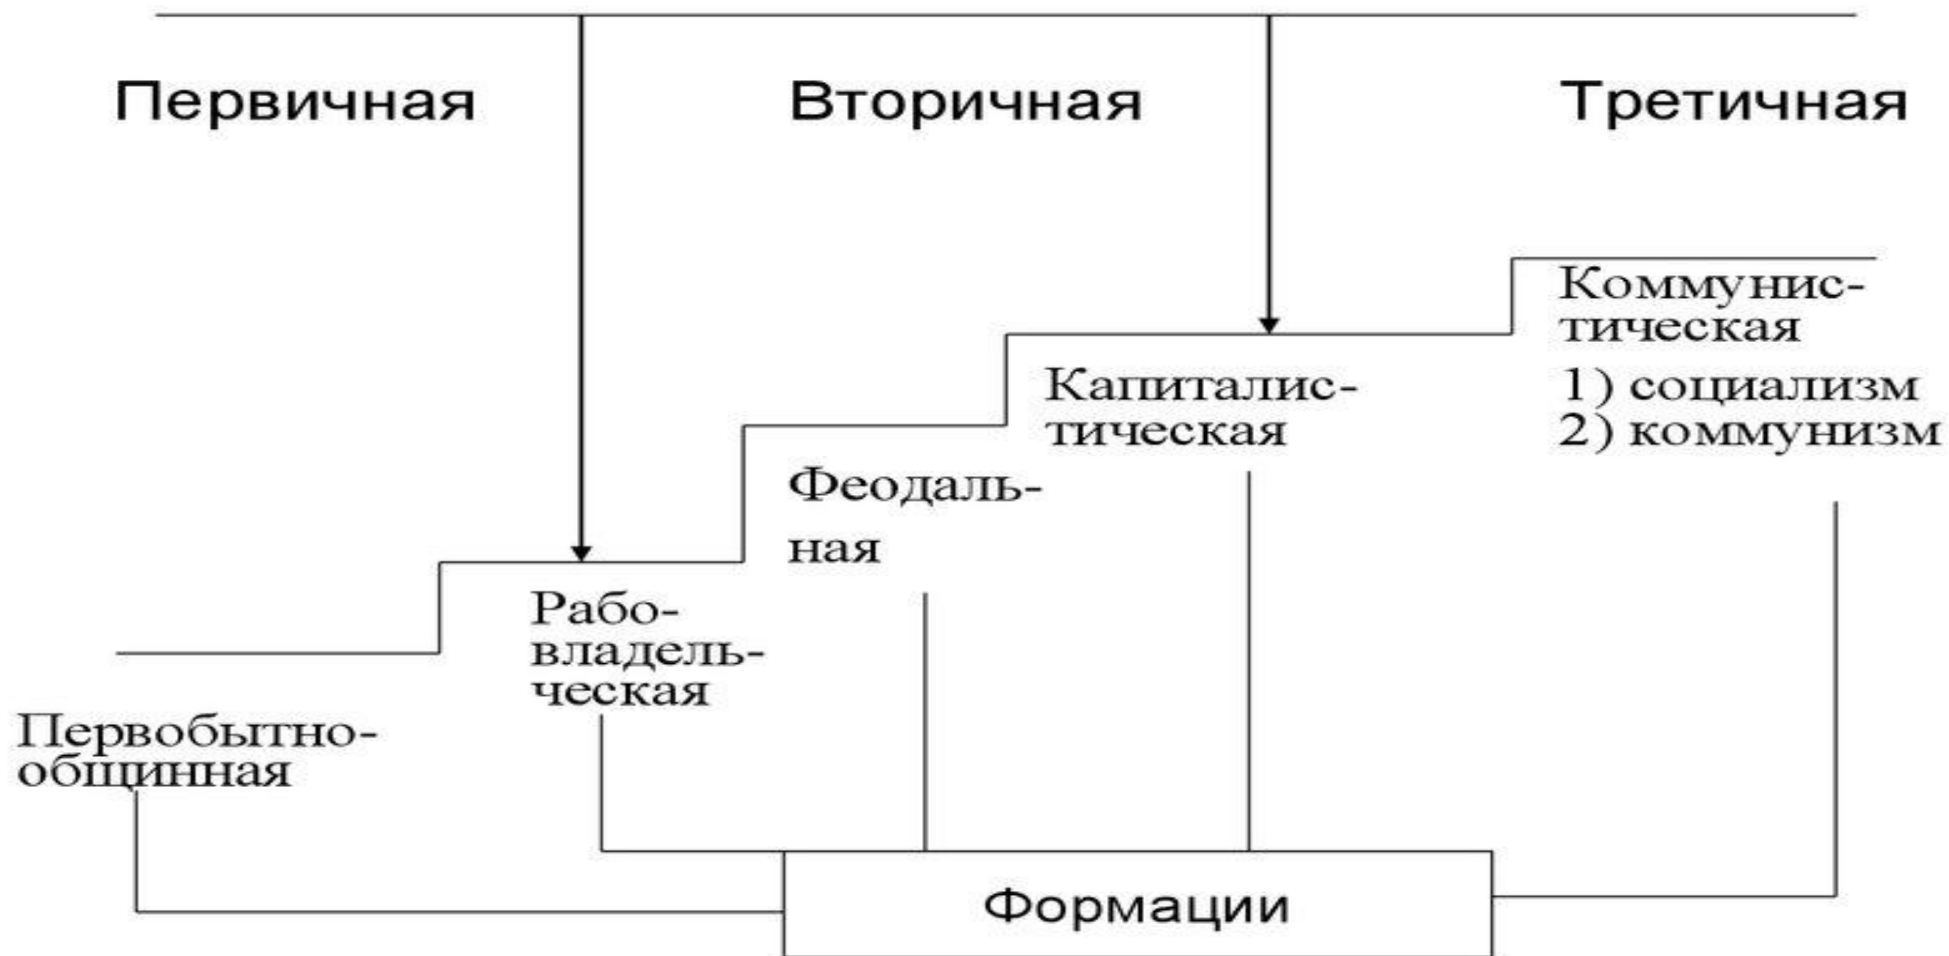 Первичная
Вторичная
Третичная
Коммунис-
тическая
1) социализм
2) коммунизм
Капиталис-
тическая
Феодаль-
ная
Рабо-
владель-
ческая
Первобытно-
общинная
Формации